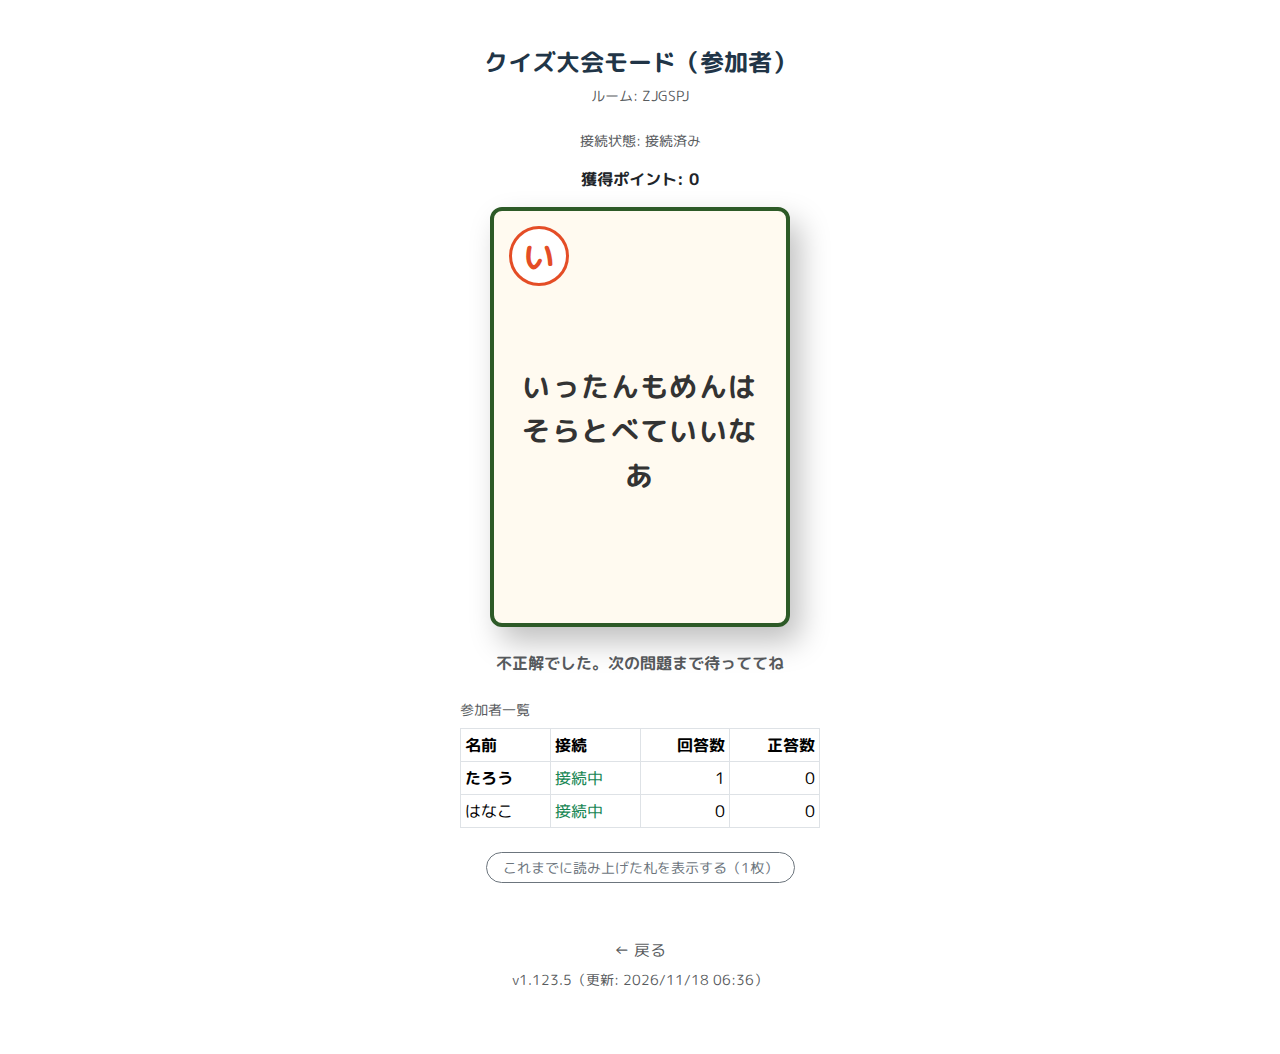 クイズ大会モード（参加者）
ルーム: ZJGSPJ
接続状態: 接続済み
獲得ポイント: 0
い
いったんもめんは
そらとべていいな
あ
不正解でした。次の問題まで待っててね
参加者一覧
名前 接続 回答数 正答数
たろう 接続中 1 0
はなこ 接続中 0 0
これまでに読み上げた札を表示する（1枚）
← 戻る
v1.123.5（更新: 2026/11/18 06:36）